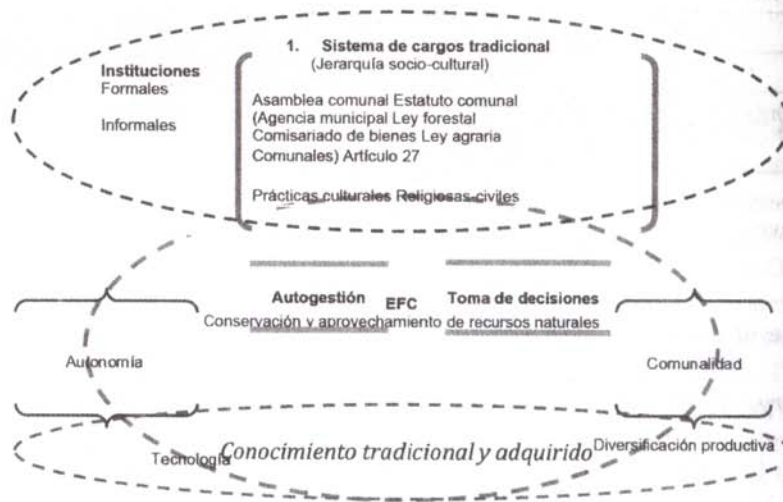 1. Sistema de cargos tradicional
(Jerarquía socio-cultural)
Instituciones
Formales
Informales
Asamblea comunal Estatuto comunal
(Agencia municipal Ley forestal
Comisariado de bienes Ley agraria
Comunales) Artículo 27
Prácticas culturales Religiosas-civiles
Autogestión EFC Toma de decisiones
Conservación y aprovechamiento de recursos naturales
Autonomía
Comunalidad
Tecnología Conocimiento tradicional y adquirido Diversificación productiva